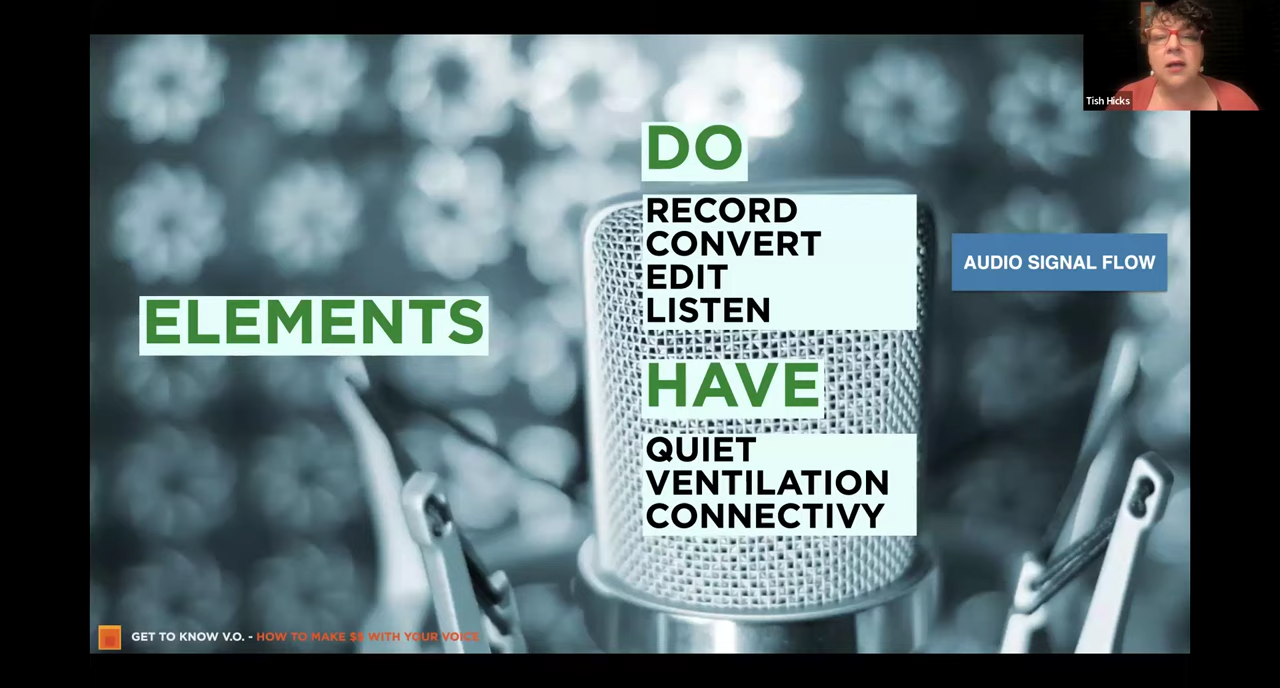 Tish Hicks
DO
RECORD
CONVERT
EDIT
LISTEN
AUDIO SIGNAL FLOW
ELEMENTS
HAVE
QUIET
VENTILATION
CONNECTIVY
GET TO KNOW V.O. - HOW TO MAKE $$ WITH YOUR VOICE